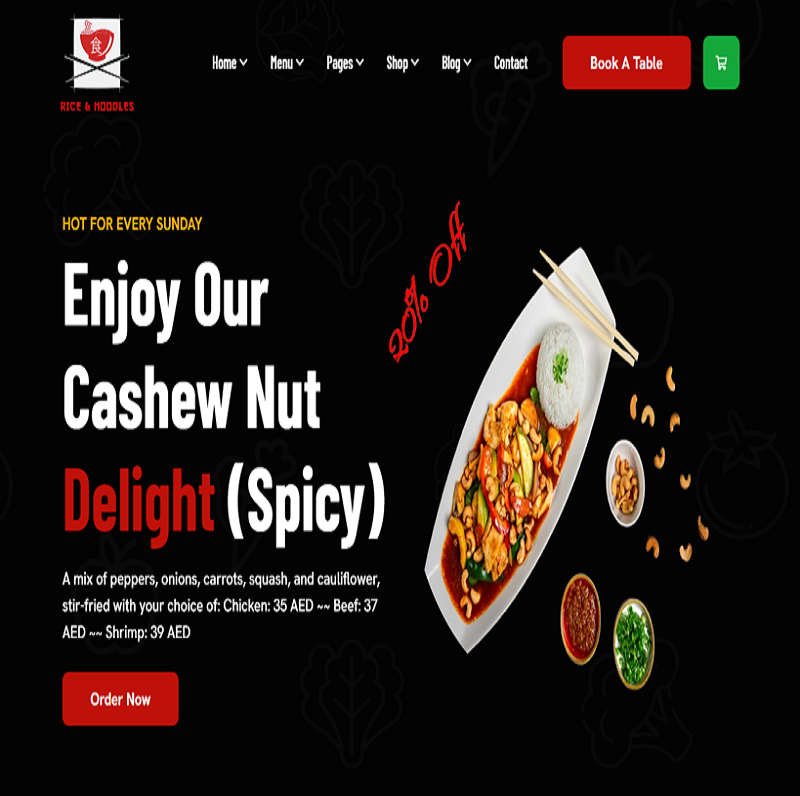 食
RICE & NOODLES
Home
Menu
Pages
Shop
Blog
Contact
Book A Table
HOT FOR EVERY SUNDAY
20% Off
Enjoy Our
Cashew Nut
Delight (Spicy)
A mix of peppers, onions, carrots, squash, and cauliflower,
stir-fried with your choice of: Chicken: 35 AED ~~ Beef: 37
AED ~~ Shrimp: 39 AED
Order Now